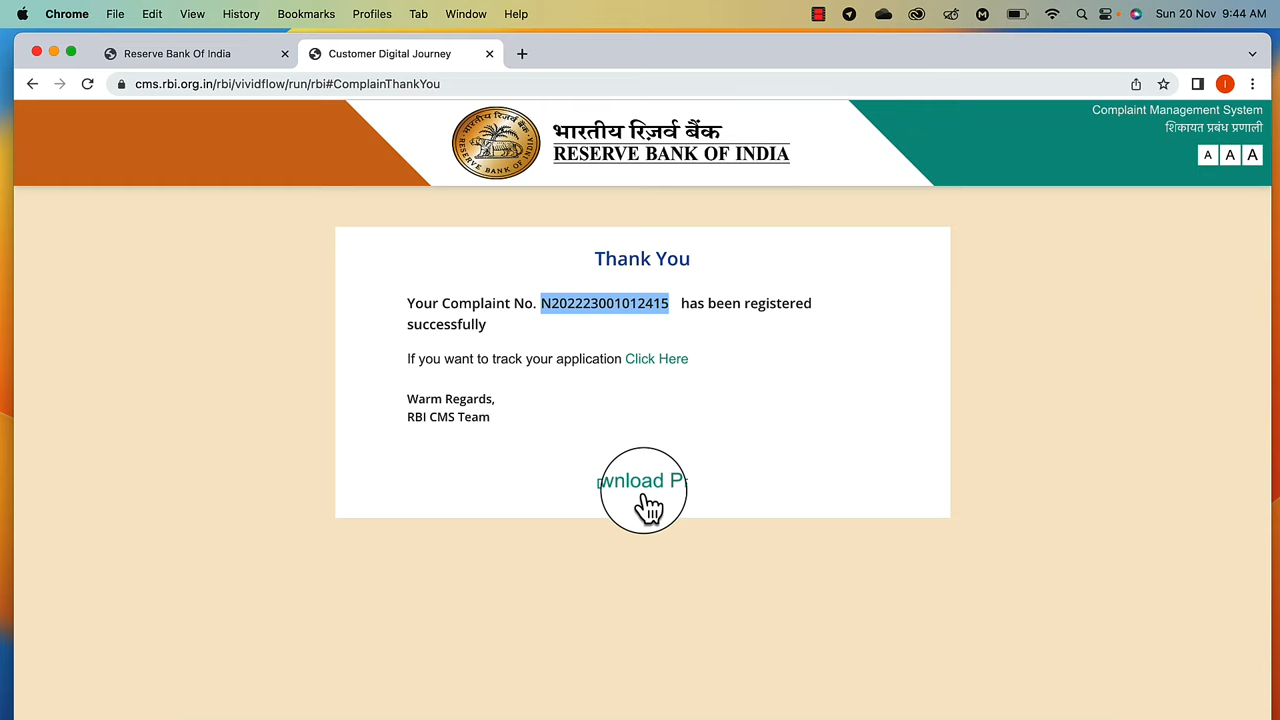 Chrome File Edit View History Bookmarks Profiles Tab Window Help Sun 20 Nov 9:44 AM
Reserve Bank Of India Customer Digital Journey
cms.rbi.org.in/rbi/vividflow/run/rbi#ComplainThankYou
Complaint Management System
शिकायत प्रबंध प्रणाली
A A A
भारतीय रिज़र्व बैंक
RESERVE BANK OF INDIA
Thank You
Your Complaint No. N202223001012415 has been registered
successfully
If you want to track your application Click Here
Warm Regards,
RBI CMS Team